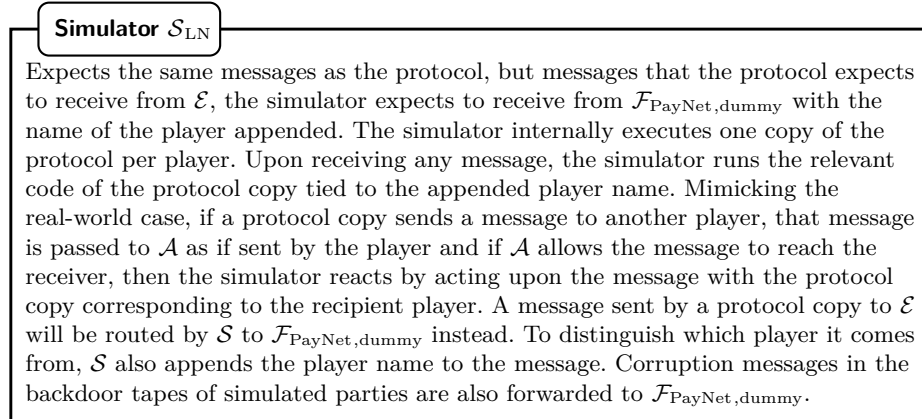 Simulator 𝒮LN
Expects the same messages as the protocol, but messages that the protocol expects
to receive from ℰ, the simulator expects to receive from ℱPayNet,dummy with the
name of the player appended. The simulator internally executes one copy of the
protocol per player. Upon receiving any message, the simulator runs the relevant
code of the protocol copy tied to the appended player name. Mimicking the
real-world case, if a protocol copy sends a message to another player, that message
is passed to 𝒜 as if sent by the player and if 𝒜 allows the message to reach the
receiver, then the simulator reacts by acting upon the message with the protocol
copy corresponding to the recipient player. A message sent by a protocol copy to ℰ
will be routed by 𝒮 to ℱPayNet,dummy instead. To distinguish which player it comes
from, 𝒮 also appends the player name to the message. Corruption messages in the
backdoor tapes of simulated parties are also forwarded to ℱPayNet,dummy.